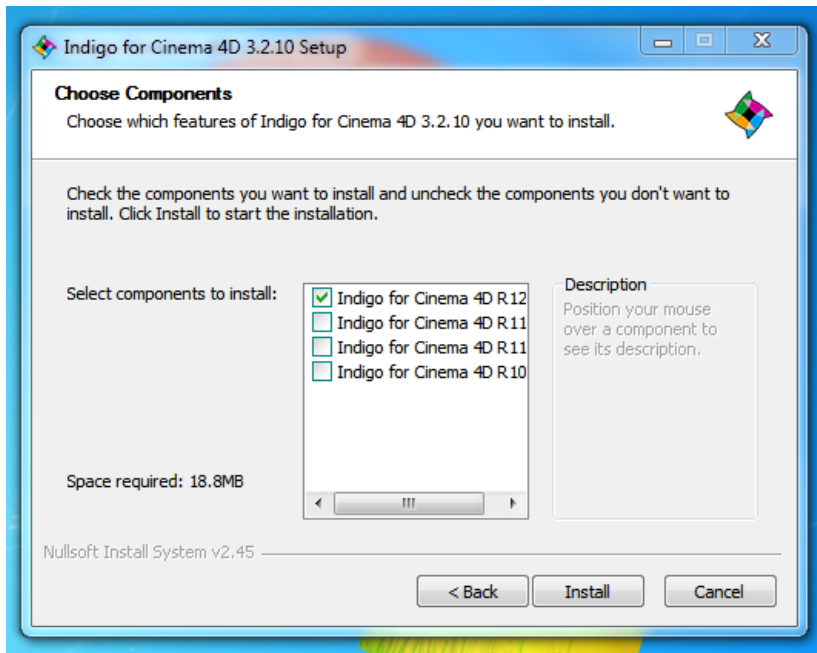 Indigo for Cinema 4D 3.2.10 Setup
Choose Components
Choose which features of Indigo for Cinema 4D 3.2.10 you want to install.
Check the components you want to install and uncheck the components you don't want to
install. Click Install to start the installation.
Select components to install:
Indigo for Cinema 4D R12
Indigo for Cinema 4D R11
Indigo for Cinema 4D R11
Indigo for Cinema 4D R10
Description
Position your mouse
over a component to
see its description.
Space required: 18.8MB
Nullsoft Install System v2.45
< Back
Install
Cancel